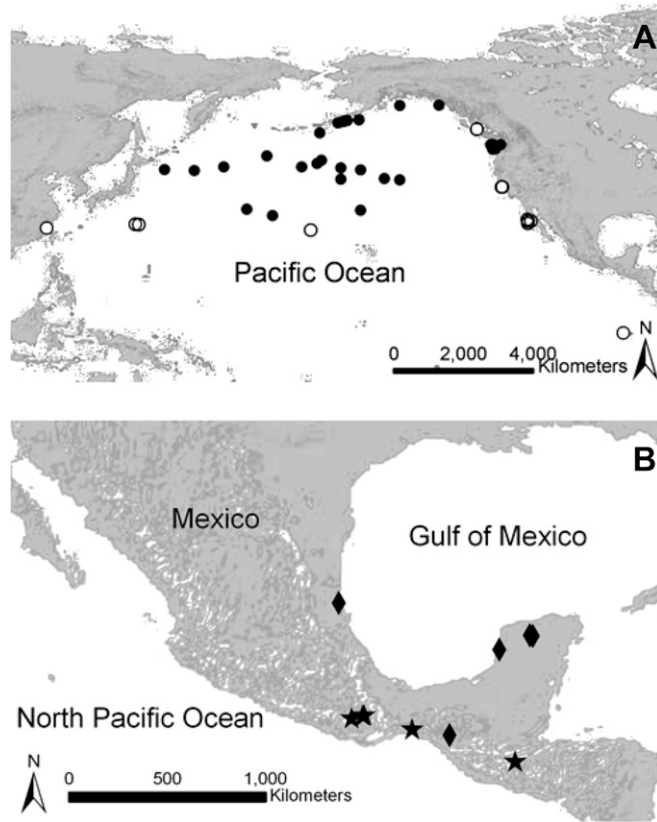 A
Pacific Ocean
N
0 2,000 4,000
Kilometers
B
Mexico
Gulf of Mexico
North Pacific Ocean
N
0 500 1,000
Kilometers